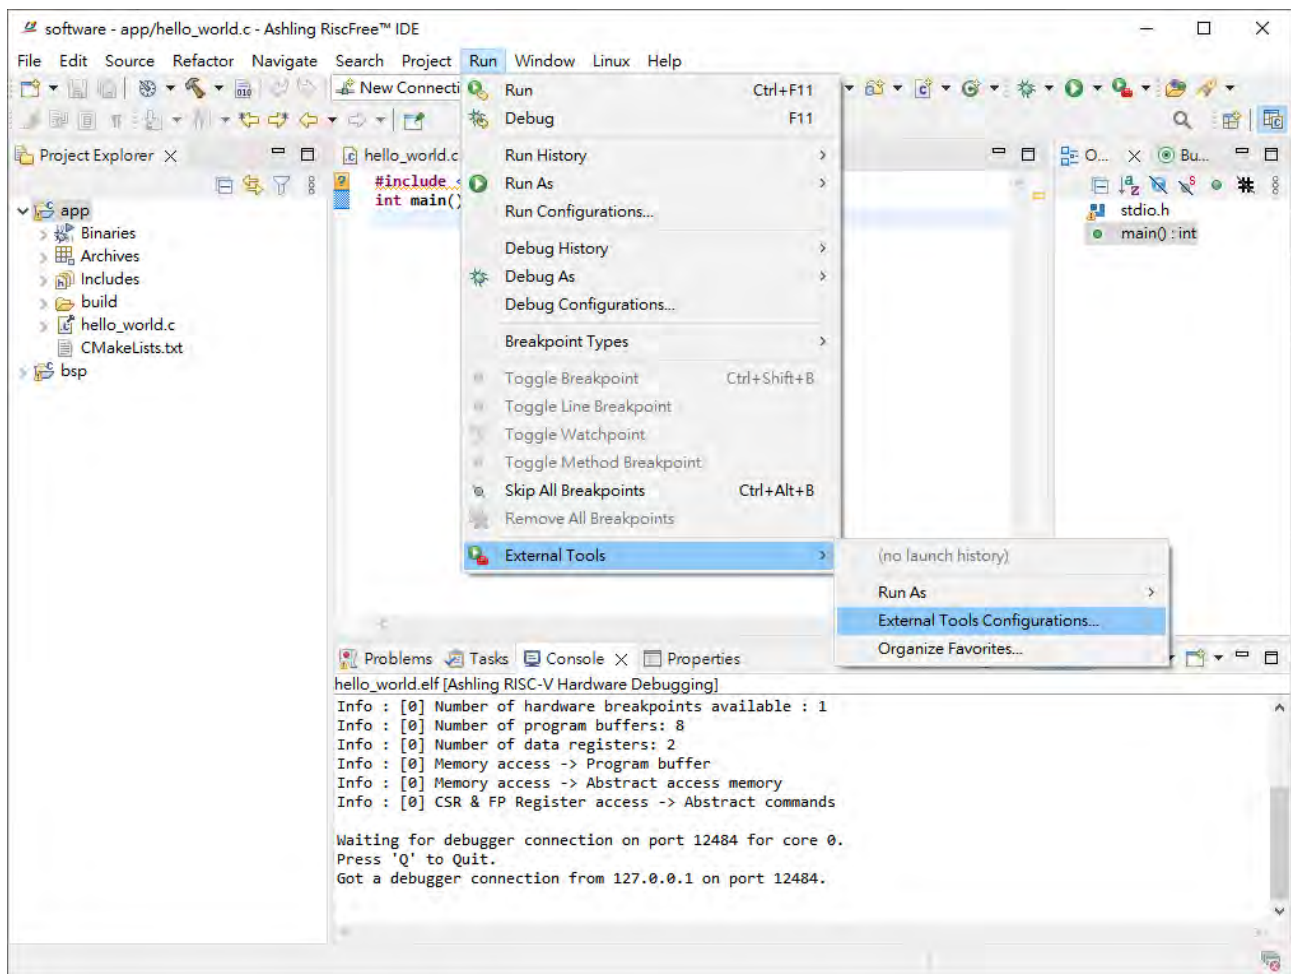 software - app/hello_world.c - Ashling RiscFree™ IDE
File Edit Source Refactor Navigate Search Project Run Window Linux Help
New Connecti
Project Explorer
app
Binaries
Archives
Includes
build
hello_world.c
CMakeLists.txt
bsp
hello_world.c
#include <
int main()
Run Ctrl+F11
Debug F11
Run History
Run As
Run Configurations...
Debug History
Debug As
Debug Configurations...
Breakpoint Types
Toggle Breakpoint Ctrl+Shift+B
Toggle Line Breakpoint
Toggle Watchpoint
Toggle Method Breakpoint
Skip All Breakpoints Ctrl+Alt+B
Remove All Breakpoints
External Tools
(no launch history)
Run As
External Tools Configurations...
Organize Favorites...
O... Bu...
stdio.h
main() : int
Problems Tasks Console Properties
hello_world.elf [Ashling RISC-V Hardware Debugging]
Info : [0] Number of hardware breakpoints available : 1
Info : [0] Number of program buffers: 8
Info : [0] Number of data registers: 2
Info : [0] Memory access -> Program buffer
Info : [0] Memory access -> Abstract access memory
Info : [0] CSR & FP Register access -> Abstract commands
Waiting for debugger connection on port 12484 for core 0.
Press 'Q' to Quit.
Got a debugger connection from 127.0.0.1 on port 12484.